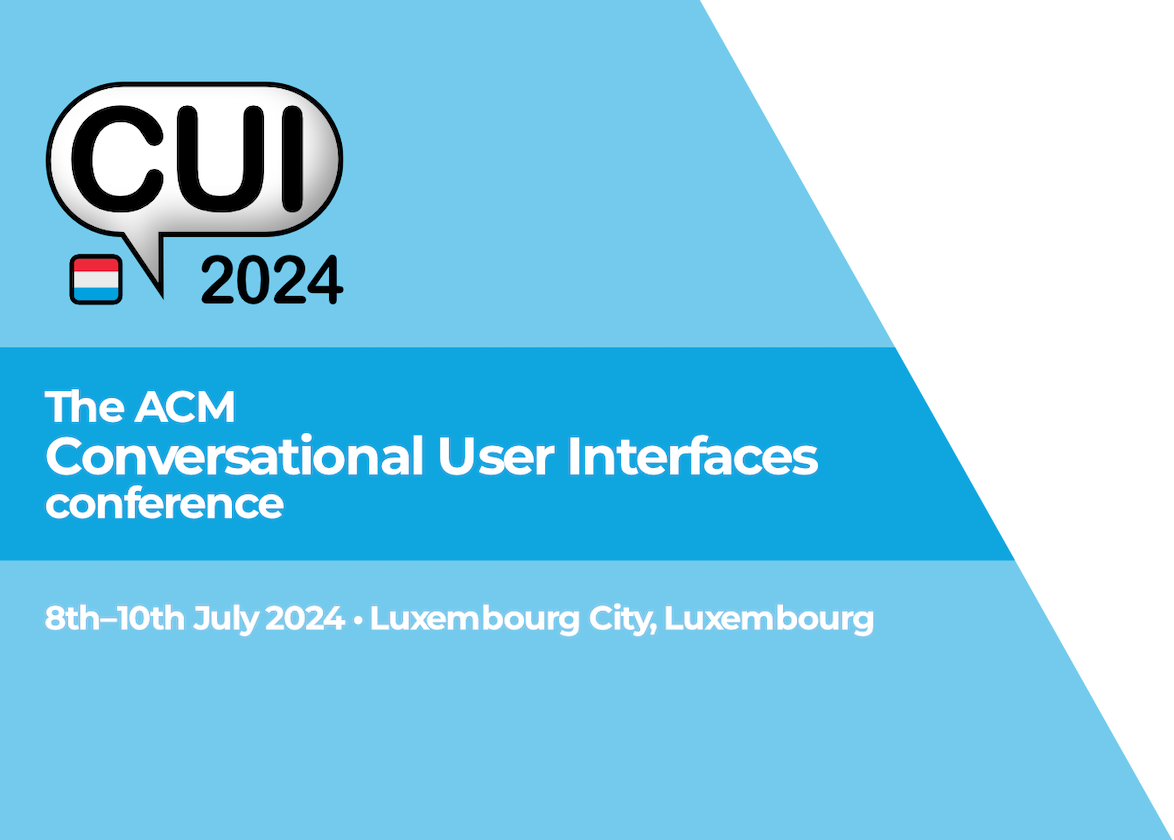 CUI
2024
The ACM
Conversational User Interfaces
conference
8th–10th July 2024 • Luxembourg City, Luxembourg